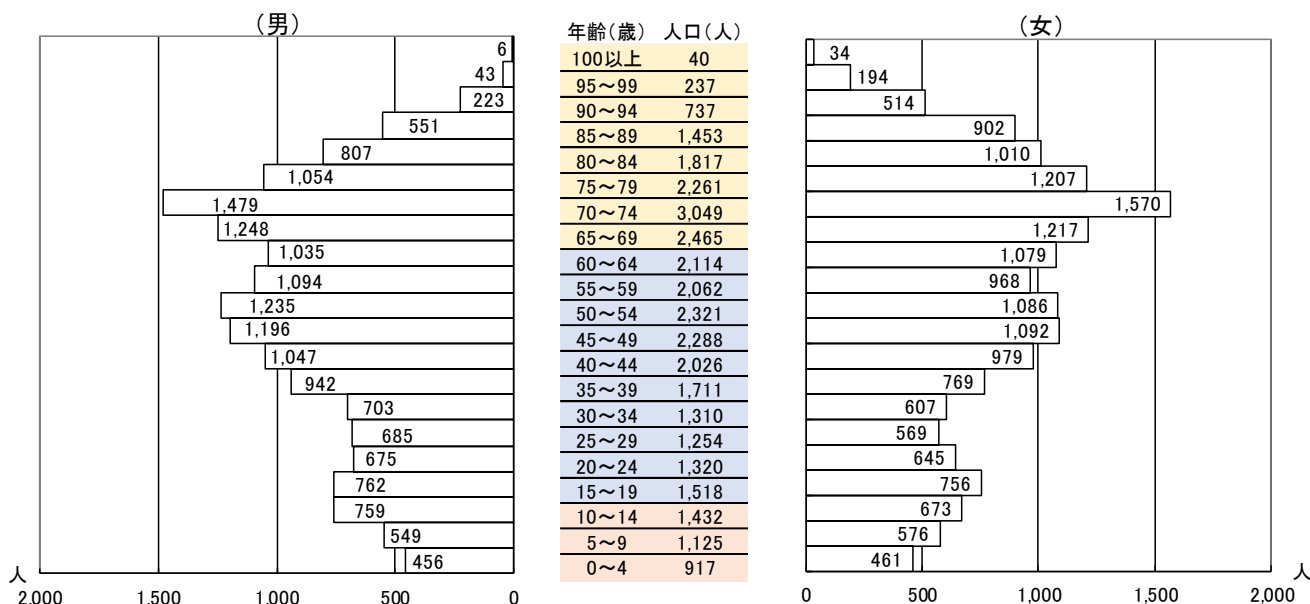 （男）
年齢(歳) 人口(人)
（女）
6 100以上 40 34
43 95～99 237 194
223 90～94 737 514
551 85～89 1,453 902
807 80～84 1,817 1,010
1,054 75～79 2,261 1,207
1,479 70～74 3,049 1,570
1,248 65～69 2,465 1,217
1,035 60～64 2,114 1,079
1,094 55～59 2,062 968
1,235 50～54 2,321 1,086
1,196 45～49 2,288 1,092
1,047 40～44 2,026 979
942 35～39 1,711 769
703 30～34 1,310 607
685 25～29 1,254 569
675 20～24 1,320 645
762 15～19 1,518 756
759 10～14 1,432 673
549 5～9 1,125 576
456 0～4 917 461
人 人
2,000 1,500 1,000 500 0 0 500 1,000 1,500 2,000